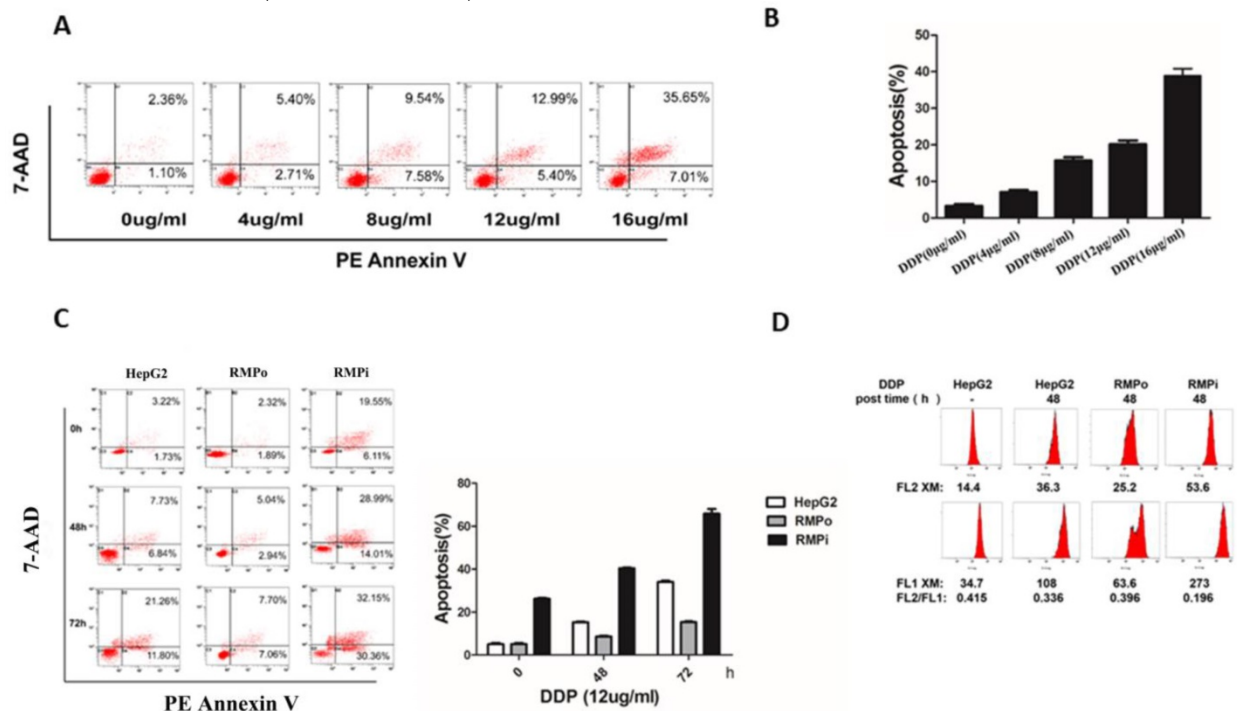 A
7-AAD
2.36% 5.40% 9.54% 12.99% 35.65%
1.10% 2.71% 7.58% 5.40% 7.01%
0ug/ml 4ug/ml 8ug/ml 12ug/ml 16ug/ml
PE Annexin V
B
Apoptosis(%)
50
40
30
20
10
0
DDP(0μg/ml) DDP(4μg/ml) DDP(8μg/ml) DDP(12μg/ml) DDP(16μg/ml)
C
7-AAD
HepG2 RMPo RMPi
0h
3.22% 2.32% 19.55%
1.73% 1.89% 6.11%
48h
7.73% 5.04% 28.99%
6.84% 2.94% 14.01%
72h
21.26% 7.70% 32.15%
11.80% 7.06% 30.36%
PE Annexin V
Apoptosis(%)
80
60
40
20
0
0 48 72 h
DDP (12ug/ml)
HepG2
RMPo
RMPi
D
DDP HepG2 HepG2 RMPo RMPi
post time ( h ) - 48 48 48
FL2 XM: 14.4 36.3 25.2 53.6
FL1 XM: 34.7 108 63.6 273
FL2/FL1: 0.415 0.336 0.396 0.196